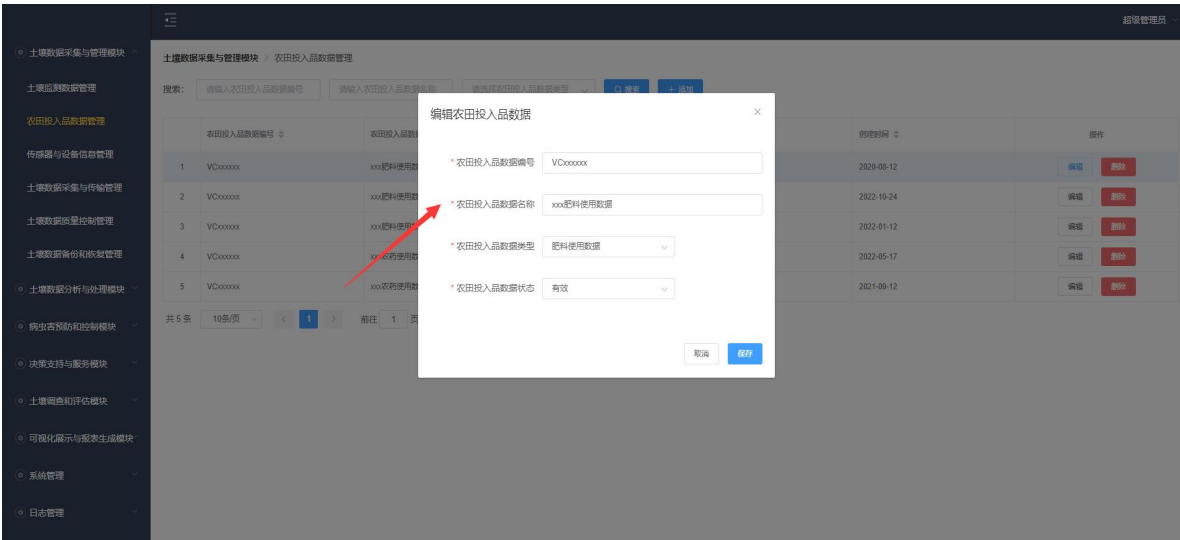 超级管理员
土壤数据采集与管理模块
土壤监测数据管理
农田投入品数据管理
传感器与设备信息管理
土壤数据采集与传输管理
土壤数据质量控制管理
土壤数据备份和恢复管理
土壤数据分析与处理模块
病虫害预防和控制模块
决策支持与服务模块
土壤调查和评估模块
可视化展示与报表生成模块
系统管理
日志管理
土壤数据采集与管理模块 农田投入品数据管理
搜索: 请输入农田投入品数据编号 请输入农田投入品数据名称 请选择农田投入品数据类型 搜索 + 添加
农田投入品数据编号 农田投入品数据 创建时间 操作
1 VCxxxxxx xxx肥料使用数 2020-08-12 编辑 删除
2 VCxxxxxx xxx肥料使用数 2022-10-24 编辑 删除
3 VCxxxxxx xxx肥料使用数 2022-01-12 编辑 删除
4 VCxxxxxx xxx农药使用数 2022-05-17 编辑 删除
5 VCxxxxxx xxx农药使用数 2021-09-12 编辑 删除
共 5 条 10条/页 1 前往 1 页
编辑农田投入品数据
* 农田投入品数据编号 VCxxxxxx
* 农田投入品数据名称 xxx肥料使用数据
* 农田投入品数据类型 肥料使用数据
* 农田投入品数据状态 有效
取消 保存